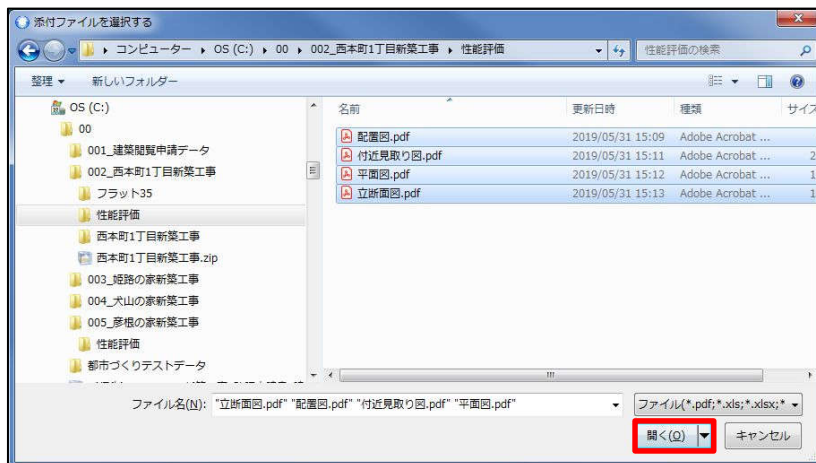 添付ファイルを選択する
コンピューター ▸ OS (C:) ▸ 00 ▸ 002_西本町1丁目新築工事 ▸ 性能評価
性能評価の検索
整理 ▼ 新しいフォルダー
OS (C:)
00
001_建築閲覧申請データ
002_西本町1丁目新築工事
フラット35
性能評価
西本町1丁目新築工事
西本町1丁目新築工事.zip
003_姫路の家新築工事
004_犬山の家新築工事
005_彦根の家新築工事
性能評価
都市づくりテストデータ
名前 更新日時 種類 サイズ
配置図.pdf 2019/05/31 15:09 Adobe Acrobat ...
付近見取り図.pdf 2019/05/31 15:11 Adobe Acrobat ... 2
平面図.pdf 2019/05/31 15:12 Adobe Acrobat ... 1
立断面図.pdf 2019/05/31 15:13 Adobe Acrobat ... 1
ファイル名(N): "立断面図.pdf" "配置図.pdf" "付近見取り図.pdf" "平面図.pdf"
ファイル(*.pdf;*.xls;*.xlsx;*
開く(O) キャンセル